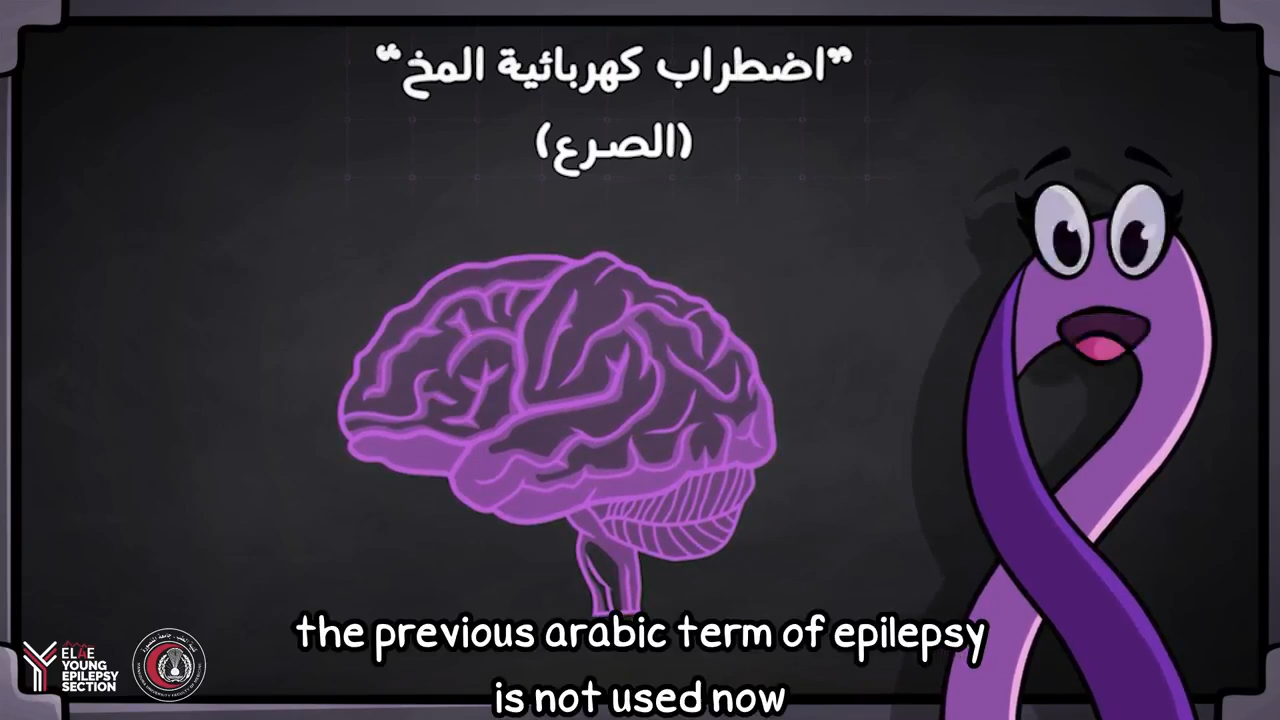 ”اضطراب كهربائية المخ“
(الصرع)
the previous arabic term of epilepsy
is not used now
YOUNG
EPILEPSY
SECTION